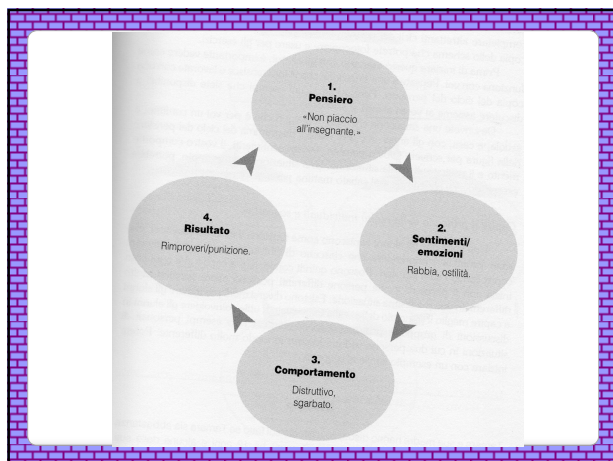 1.
Pensiero
«Non piaccio
all'insegnante.»
2.
Sentimenti/
emozioni
Rabbia, ostilità.
3.
Comportamento
Distruttivo,
sgarbato.
4.
Risultato
Rimproveri/punizione.